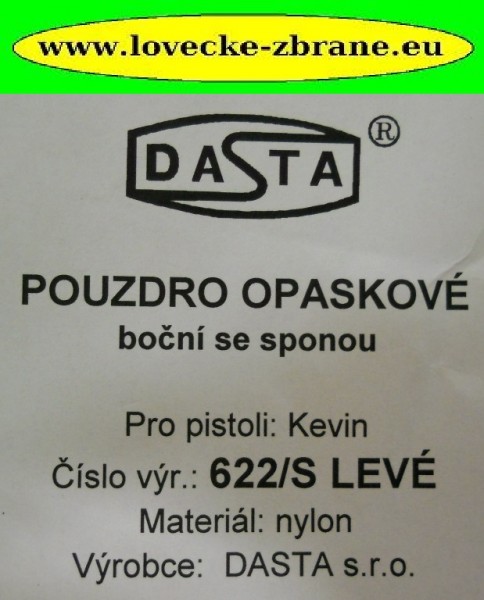 www.lovecke-zbrane.eu
DASTA ®
POUZDRO OPASKOVÉ
boční se sponou
Pro pistoli: Kevin
Číslo výr.: 622/S LEVÉ
Materiál: nylon
Výrobce: DASTA s.r.o.